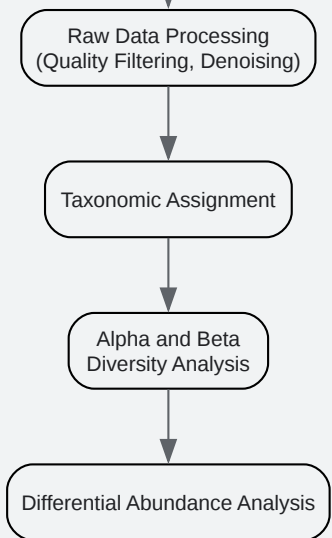 Raw Data Processing
(Quality Filtering, Denoising)
Taxonomic Assignment
Alpha and Beta
Diversity Analysis
Differential Abundance Analysis